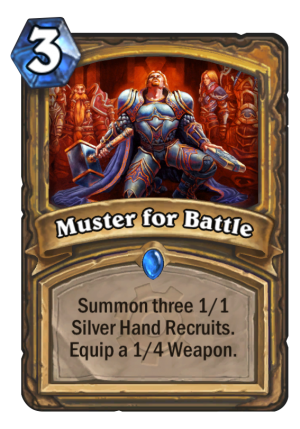 3
Muster for Battle
Summon three 1/1
Silver Hand Recruits.
Equip a 1/4 Weapon.